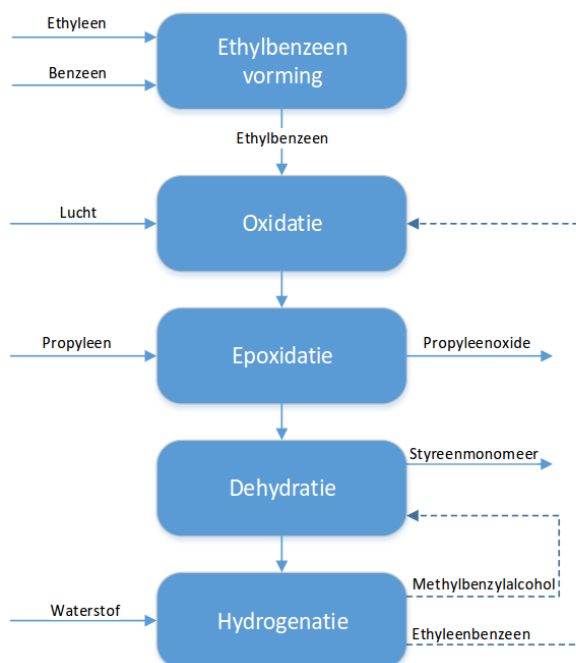 Ethyleen
Benzeen
Ethylbenzeen
vorming
Ethylbenzeen
Lucht
Oxidatie
Propyleen
Epoxidatie
Propyleenoxide
Styreenmonomeer
Dehydratie
Methylbenzylalcohol
Waterstof
Hydrogenatie
Ethyleenbenzeen